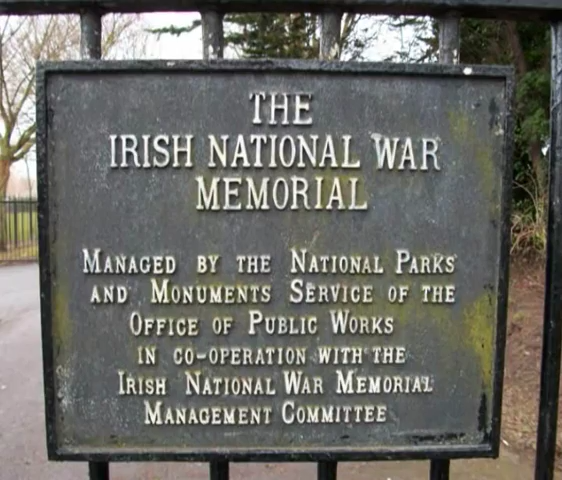 THE
IRISH NATIONAL WAR
MEMORIAL
MANAGED BY THE NATIONAL PARKS
AND MONUMENTS SERVICE OF THE
OFFICE OF PUBLIC WORKS
IN CO-OPERATION WITH THE
IRISH NATIONAL WAR MEMORIAL
MANAGEMENT COMMITTEE